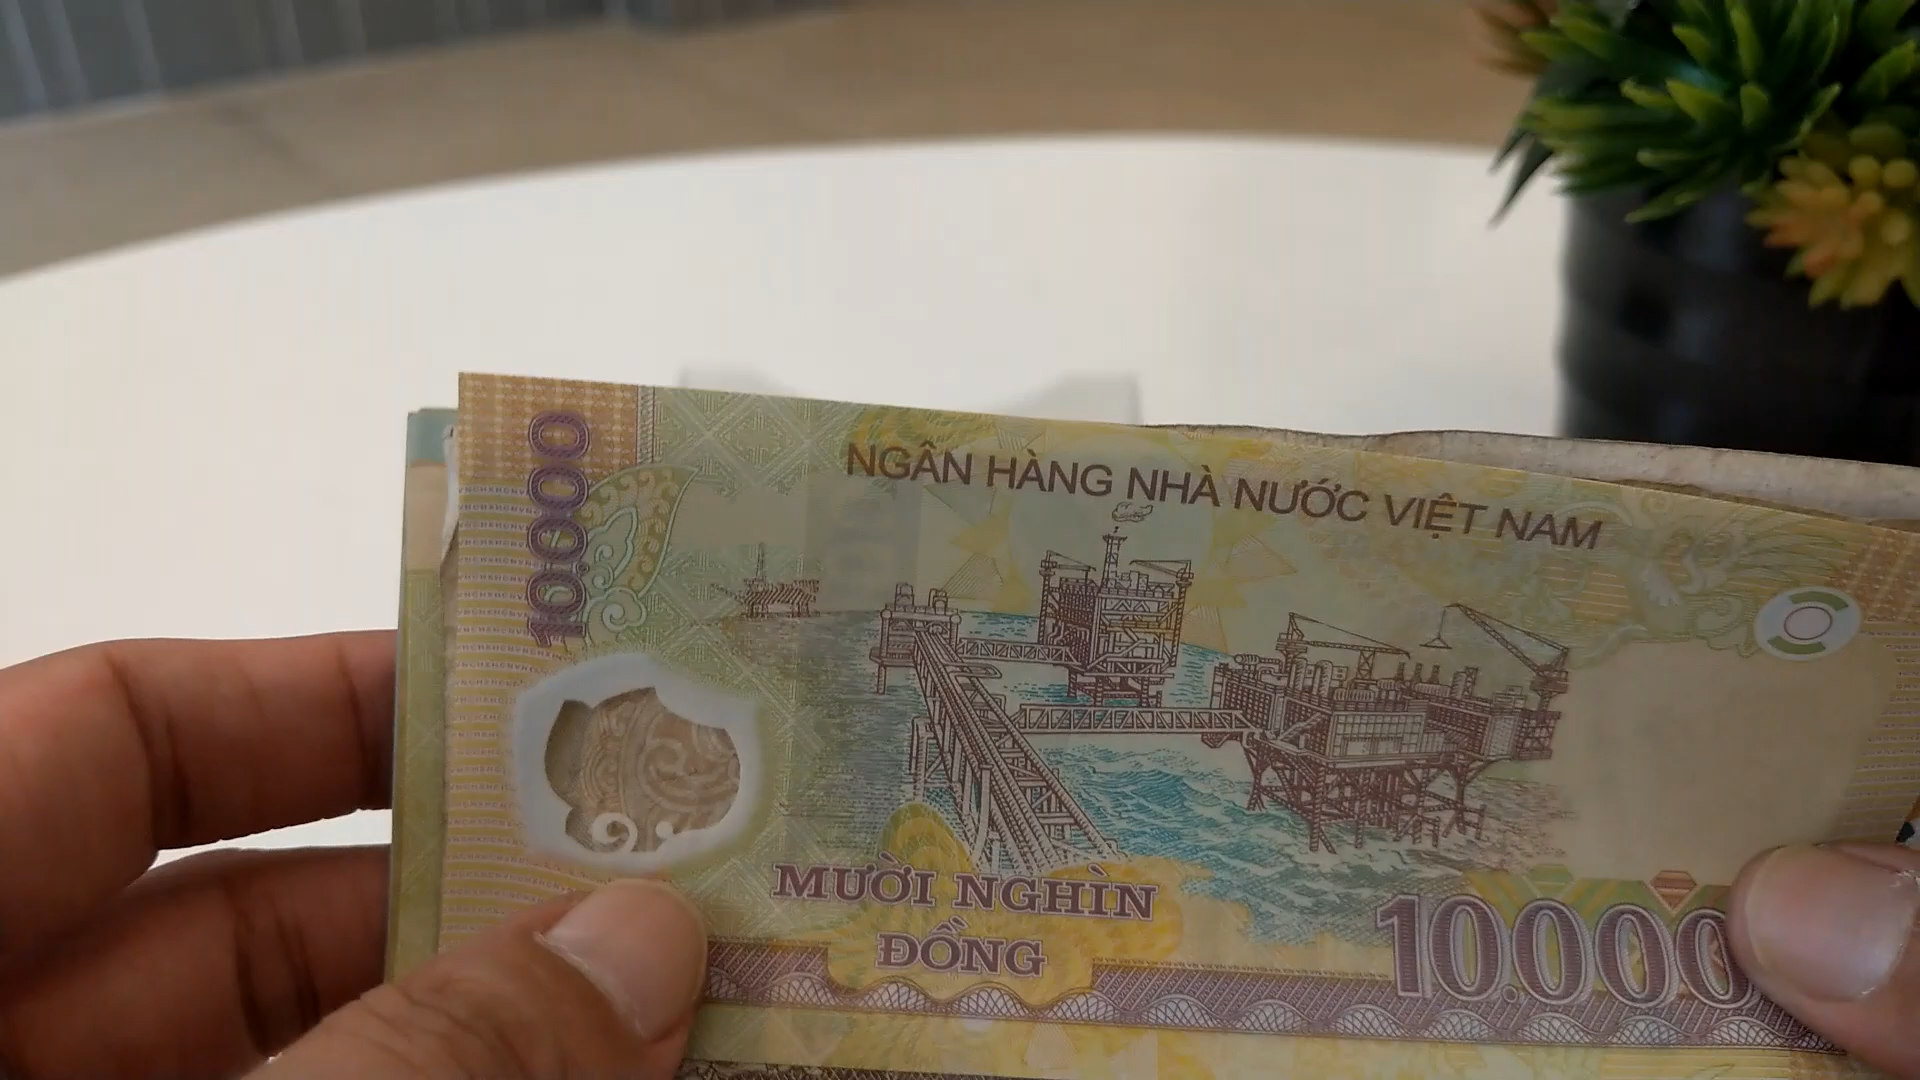 10.000
NGÂN HÀNG NHÀ NƯỚC VIỆT NAM
MƯỜI NGHÌN
ĐỒNG
10.000